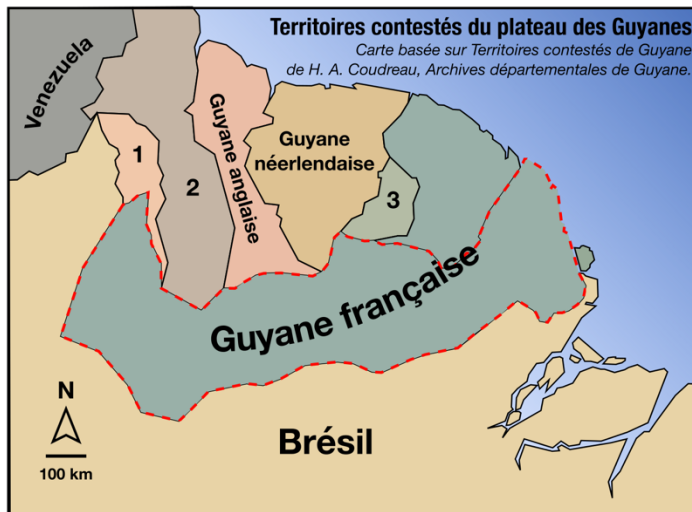 Territoires contestés du plateau des Guyanes
Carte basée sur Territoires contestés de Guyane
de H. A. Coudreau, Archives départementales de Guyane.
Venezuela
1
2
Guyane anglaise
Guyane
néerlendaise
3
Guyane française
Brésil
N
100 km